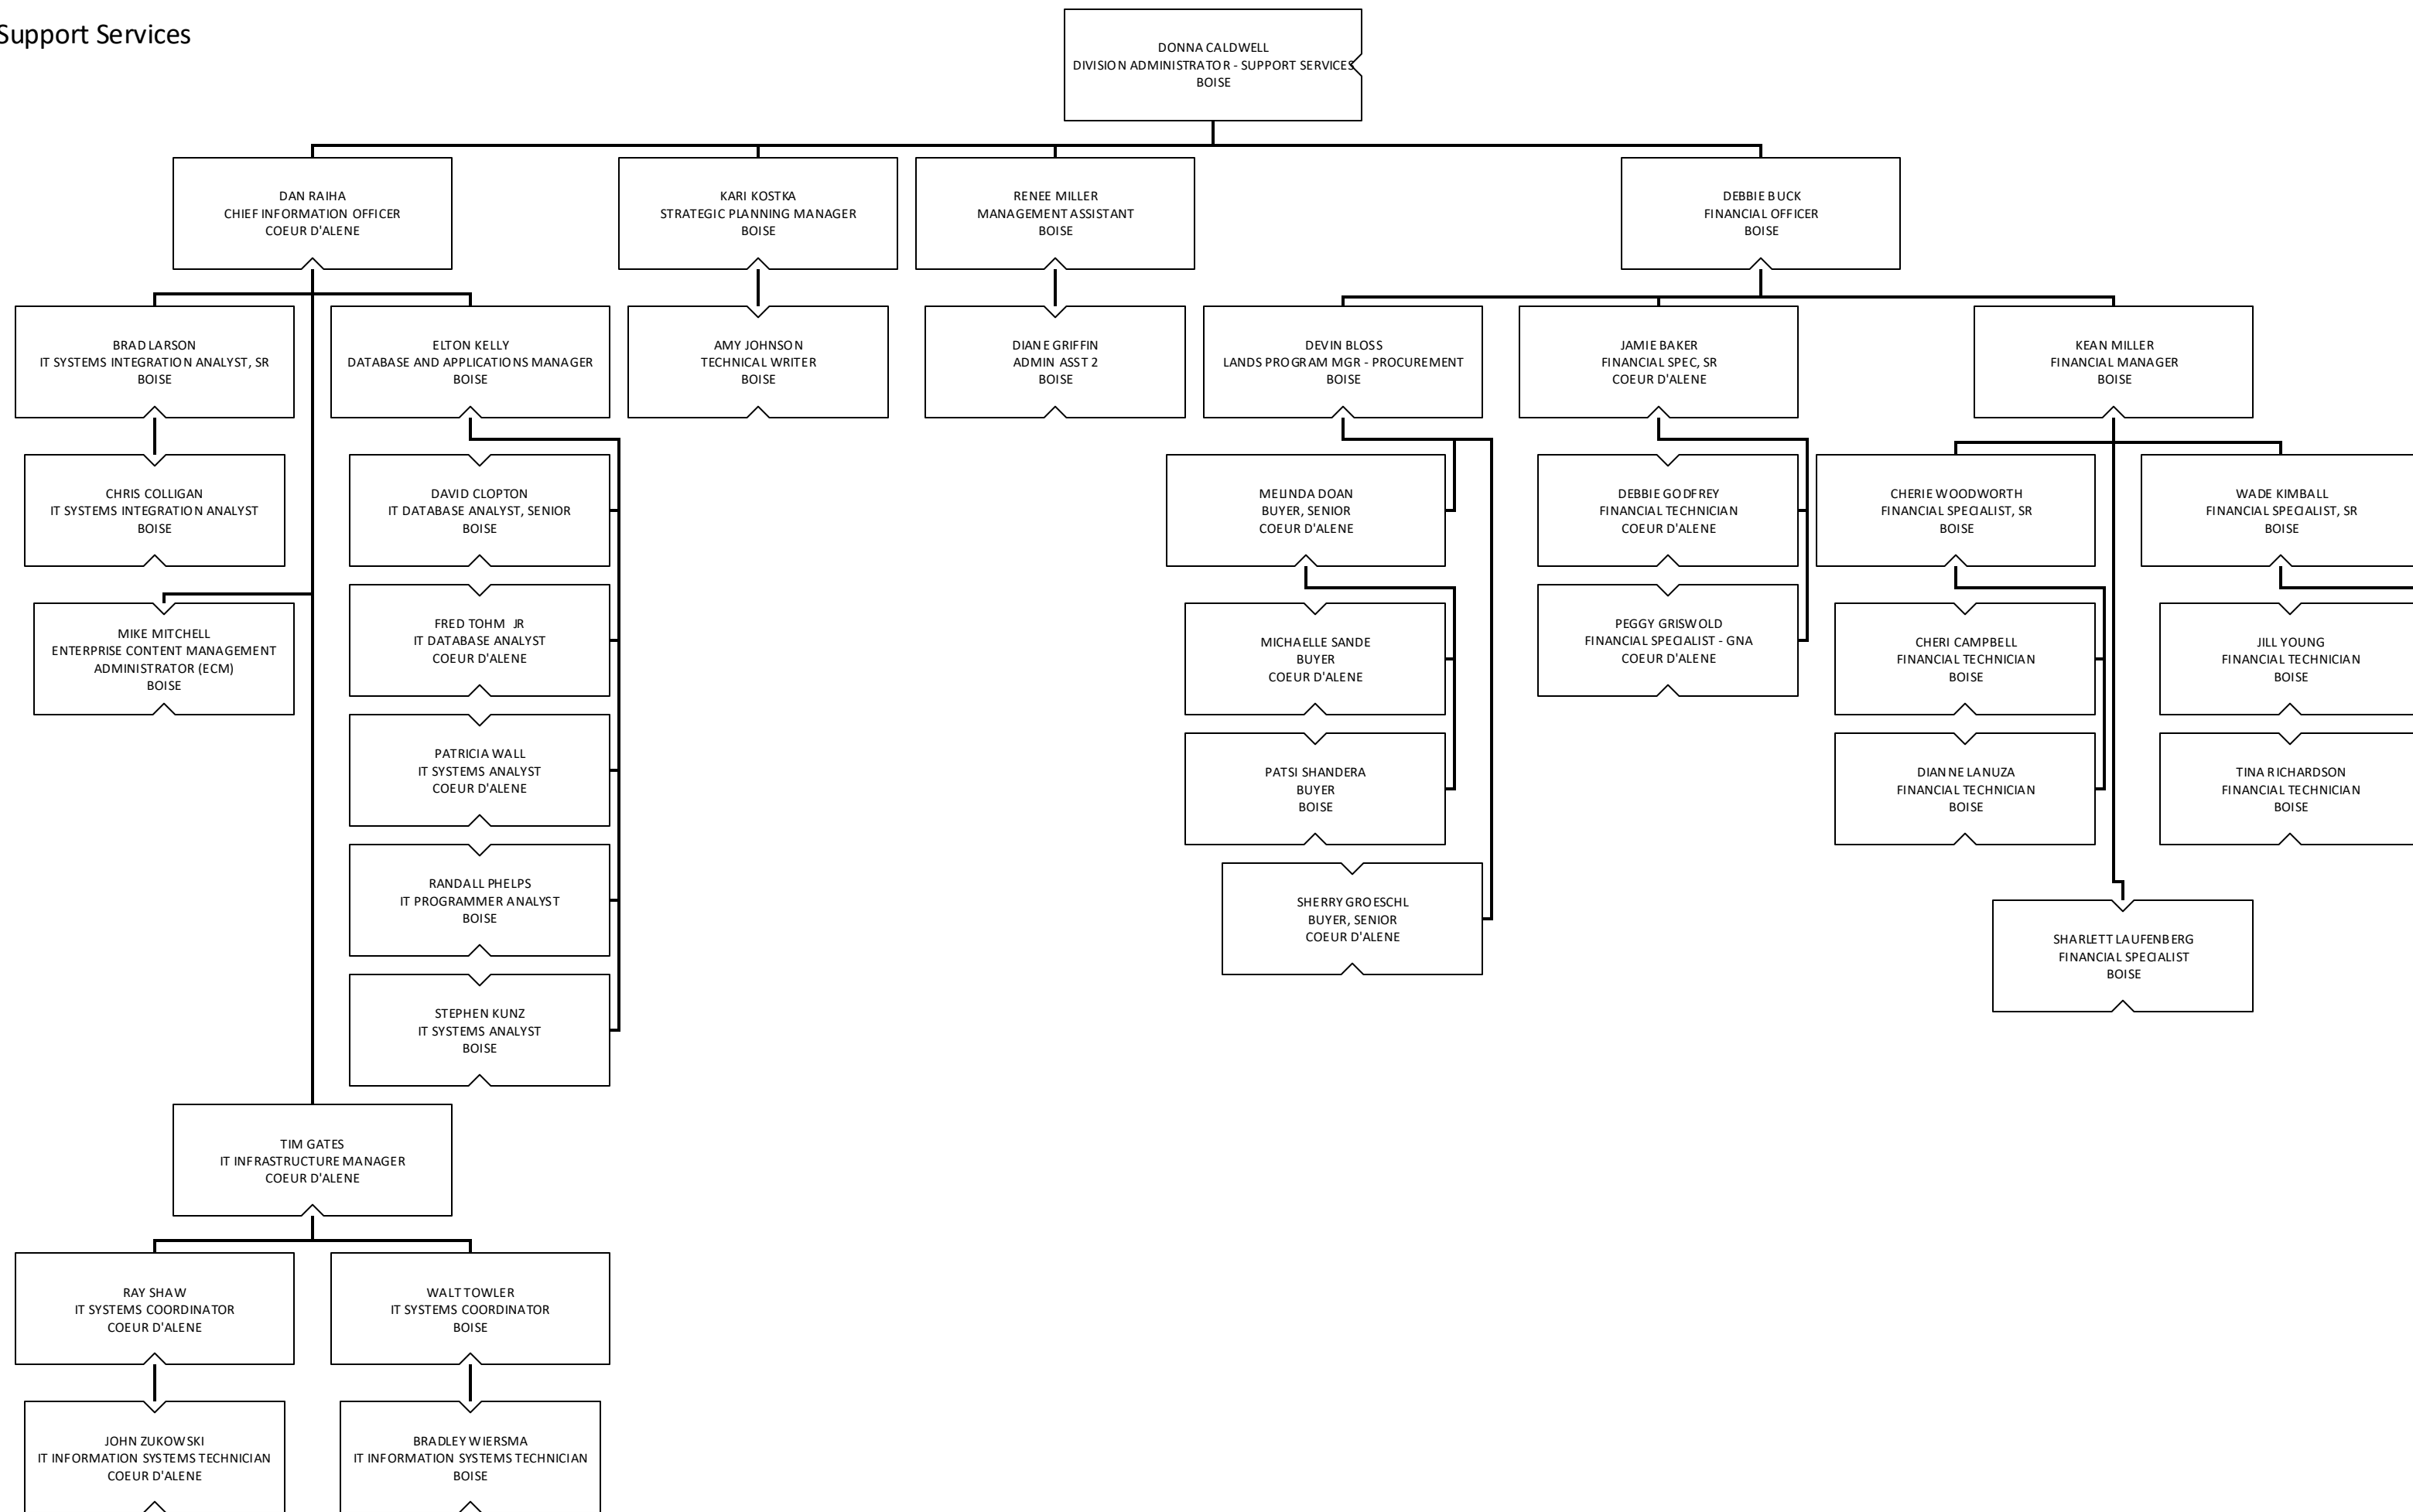 Support Services
DONNA CALDWELL
DIVISION ADMINISTRATOR - SUPPORT SERVICES
BOISE
DAN RAIHA
CHIEF INFORMATION OFFICER
COEUR D'ALENE
KARI KOSTKA
STRATEGIC PLANNING MANAGER
BOISE
RENEE MILLER
MANAGEMENT ASSISTANT
BOISE
DEBBIE BUCK
FINANCIAL OFFICER
BOISE
BRAD LARSON
IT SYSTEMS INTEGRATION ANALYST, SR
BOISE
ELTON KELLY
DATABASE AND APPLICATIONS MANAGER
BOISE
AMY JOHNSON
TECHNICAL WRITER
BOISE
DIANE GRIFFIN
ADMIN ASST 2
BOISE
DEVIN BLOSS
LANDS PROGRAM MGR - PROCUREMENT
BOISE
JAMIE BAKER
FINANCIAL SPEC, SR
COEUR D'ALENE
KEAN MILLER
FINANCIAL MANAGER
BOISE
CHRIS COLLIGAN
IT SYSTEMS INTEGRATION ANALYST
BOISE
DAVID CLOPTON
IT DATABASE ANALYST, SENIOR
BOISE
MELINDA DOAN
BUYER, SENIOR
COEUR D'ALENE
DEBBIE GODFREY
FINANCIAL TECHNICIAN
COEUR D'ALENE
CHERIE WOODWORTH
FINANCIAL SPECIALIST, SR
BOISE
WADE KIMBALL
FINANCIAL SPECIALIST, SR
BOISE
MIKE MITCHELL
ENTERPRISE CONTENT MANAGEMENT
ADMINISTRATOR (ECM)
BOISE
FRED TOHM JR
IT DATABASE ANALYST
COEUR D'ALENE
MICHAELLE SANDE
BUYER
COEUR D'ALENE
PEGGY GRISWOLD
FINANCIAL SPECIALIST - GNA
COEUR D'ALENE
CHERI CAMPBELL
FINANCIAL TECHNICIAN
BOISE
JILL YOUNG
FINANCIAL TECHNICIAN
BOISE
PATRICIA WALL
IT SYSTEMS ANALYST
COEUR D'ALENE
PATSI SHANDERA
BUYER
BOISE
DIANNE LANUZA
FINANCIAL TECHNICIAN
BOISE
TINA RICHARDSON
FINANCIAL TECHNICIAN
BOISE
RANDALL PHELPS
IT PROGRAMMER ANALYST
BOISE
SHERRY GROESCHL
BUYER, SENIOR
COEUR D'ALENE
SHARLETT LAUFENBERG
FINANCIAL SPECIALIST
BOISE
STEPHEN KUNZ
IT SYSTEMS ANALYST
BOISE
TIM GATES
IT INFRASTRUCTURE MANAGER
COEUR D'ALENE
RAY SHAW
IT SYSTEMS COORDINATOR
COEUR D'ALENE
WALT TOWLER
IT SYSTEMS COORDINATOR
BOISE
JOHN ZUKOWSKI
IT INFORMATION SYSTEMS TECHNICIAN
COEUR D'ALENE
BRADLEY WIERSMA
IT INFORMATION SYSTEMS TECHNICIAN
BOISE